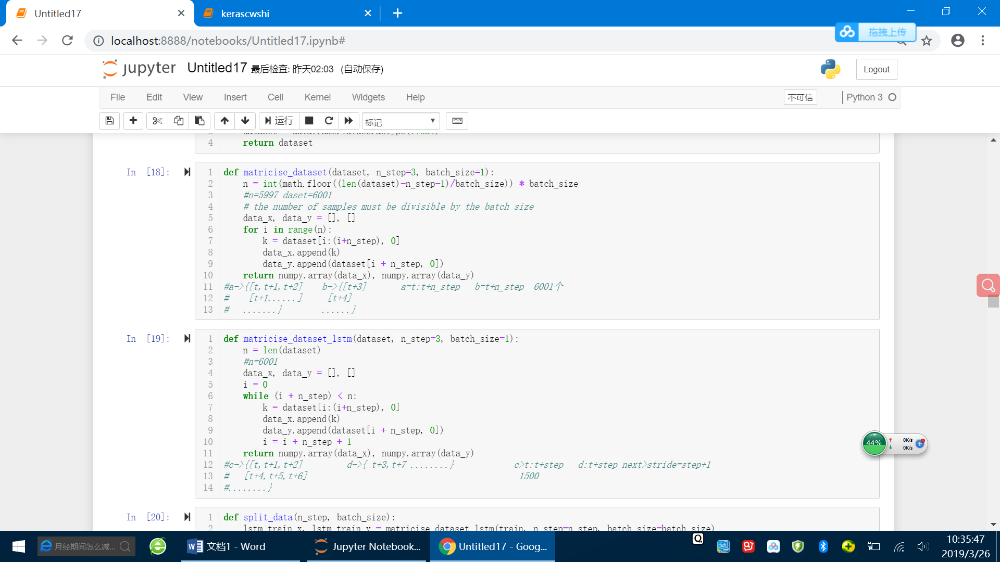 Untitled17
kerascwshi
localhost:8888/notebooks/Untitled17.ipynb#
拖拽上传
jupyter Untitled17 最后检查: 昨天02:03 (自动保存)
Logout
File Edit View Insert Cell Kernel Widgets Help
不可信 Python 3
运行 标记
4 return dataset
In [18]:
1 def matricise_dataset(dataset, n_step=3, batch_size=1):
2 n = int(math.floor((len(dataset)-n_step-1)/batch_size)) * batch_size
3 #n=5997 daset=6001
4 # the number of samples must be divisible by the batch size
5 data_x, data_y = [], []
6 for i in range(n):
7 k = dataset[i:(i+n_step), 0]
8 data_x.append(k)
9 data_y.append(dataset[i + n_step, 0])
10 return numpy.array(data_x), numpy.array(data_y)
11 #a->{[t,t+1,t+2] b->{[t+3] a=t:t+n_step b=t+n_step 6001个
12 # [t+1......] [t+4]
13 # .......} ......}
In [19]:
1 def matricise_dataset_lstm(dataset, n_step=3, batch_size=1):
2 n = len(dataset)
3 #n=6001
4 data_x, data_y = [], []
5 i = 0
6 while (i + n_step) < n:
7 k = dataset[i:(i+n_step), 0]
8 data_x.append(k)
9 data_y.append(dataset[i + n_step, 0])
10 i = i + n_step + 1
11 return numpy.array(data_x), numpy.array(data_y)
12 #c->{[t,t+1,t+2] d->{ t+3,t+7 ........} c>t:t+step d:t+step next>stride=step+1
13 # [t+4,t+5,t+6] 1500
14 #........}
44% 0K/s
0K/s
In [20]:
1 def split_data(n_step, batch_size):
2 lstm_train_x, lstm_train_y = matricise_dataset_lstm(train, n_step=n_step, batch_size=batch_size)
月经期间怎么减...
文档1 - Word
Jupyter Notebook...
Untitled17 - Goog...
10:35:47
2019/3/26